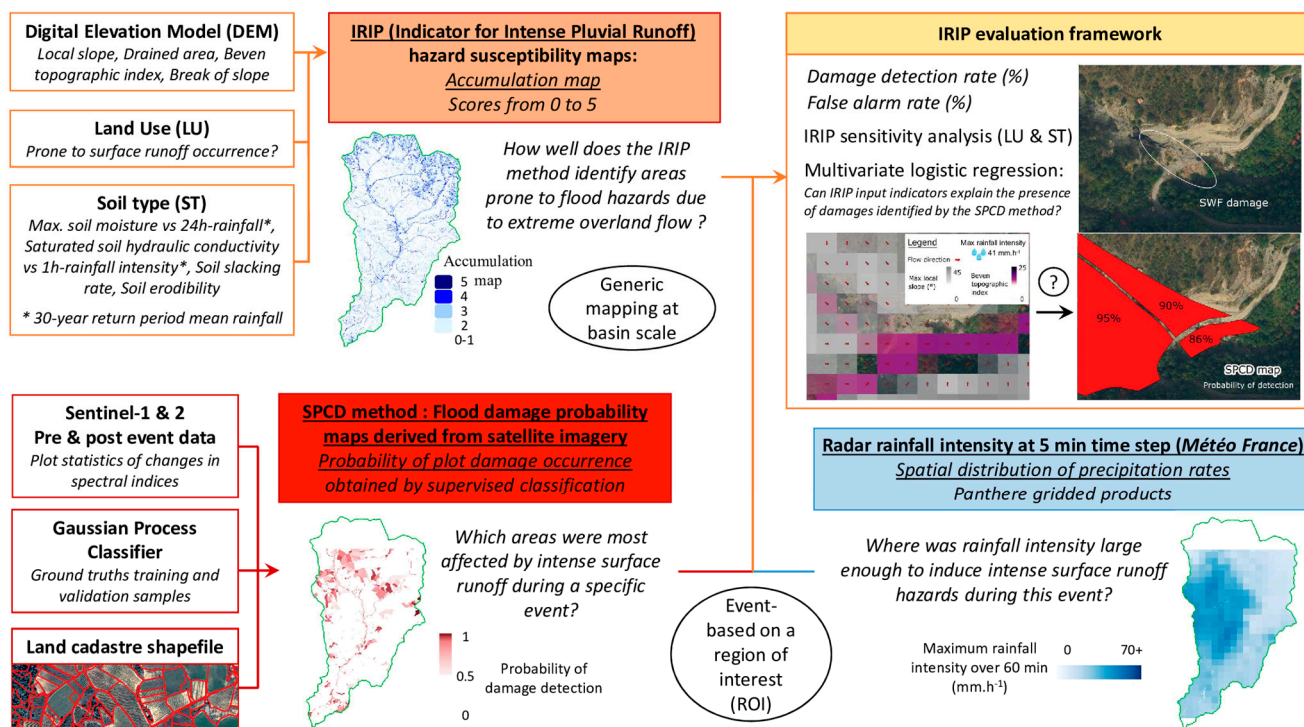 Digital Elevation Model (DEM)
Local slope, Drained area, Beven
topographic index, Break of slope
Land Use (LU)
Prone to surface runoff occurrence?
Soil type (ST)
Max. soil moisture vs 24h-rainfall*,
Saturated soil hydraulic conductivity
vs 1h-rainfall intensity*, Soil slacking
rate, Soil erodibility
* 30-year return period mean rainfall
IRIP (Indicator for Intense Pluvial Runoff)
hazard susceptibility maps:
Accumulation map
Scores from 0 to 5
How well does the IRIP
method identify areas
prone to flood hazards due
to extreme overland flow ?
Accumulation
map
5
4
3
2
0-1
Generic
mapping at
basin scale
IRIP evaluation framework
Damage detection rate (%)
False alarm rate (%)
IRIP sensitivity analysis (LU & ST)
Multivariate logistic regression:
Can IRIP input indicators explain the presence
of damages identified by the SPCD method?
SWF damage
Legend
Flow direction
Max local
slope (°)
45
0
Max rainfall intensity
41 mm.h-1
Beven
topographic
index
25
0
?
95%
90%
86%
SPCD map
Probability of detection
Sentinel-1 & 2
Pre & post event data
Plot statistics of changes in
spectral indices
Gaussian Process
Classifier
Ground truths training and
validation samples
Land cadastre shapefile
SPCD method : Flood damage probability
maps derived from satellite imagery
Probability of plot damage occurrence
obtained by supervised classification
Which areas were most
affected by intense surface
runoff during a specific
event?
1
0.5
0
Probability of
damage detection
Event-
based on a
region of
interest
(ROI)
Radar rainfall intensity at 5 min time step (Météo France)
Spatial distribution of precipitation rates
Panthere gridded products
Where was rainfall intensity large
enough to induce intense surface runoff
hazards during this event?
Maximum rainfall
intensity over 60 min
(mm.h-1)
0
70+